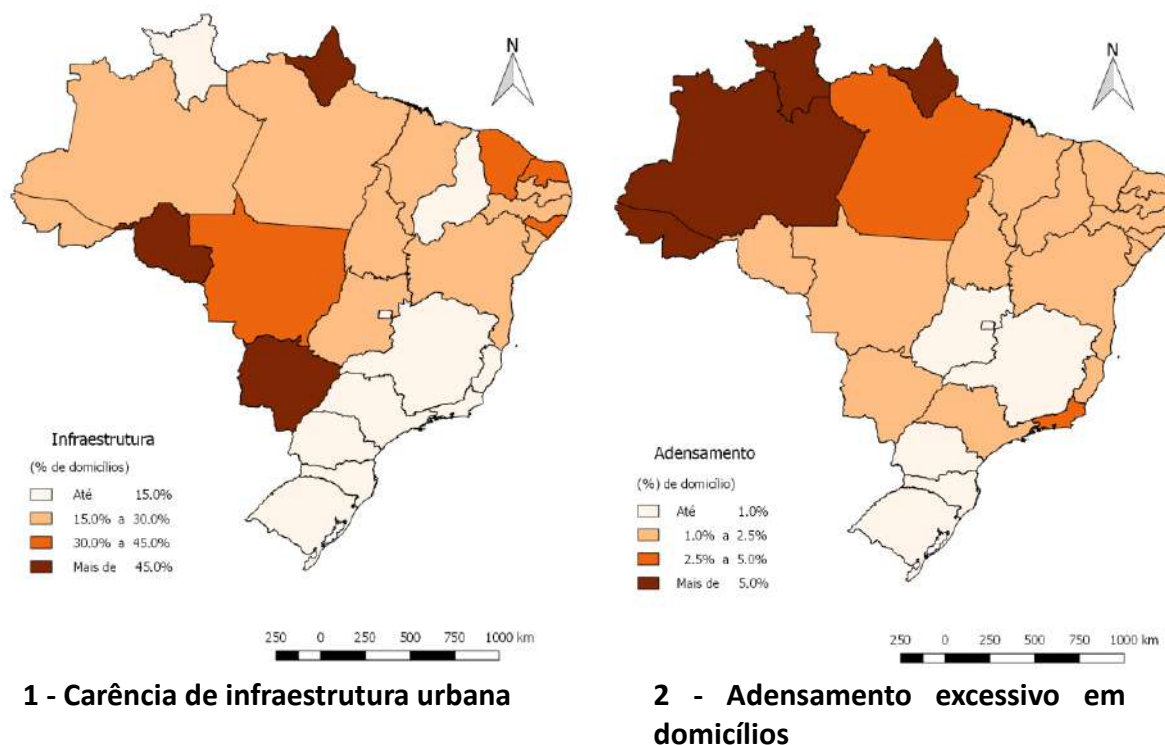 N
Infraestrutura
(% de domicílios)
Até 15.0%
15.0% a 30.0%
30.0% a 45.0%
Mais de 45.0%
250 0 250 500 750 1000 km
1 - Carência de infraestrutura urbana
N
Adensamento
(%) de domicílio)
Até 1.0%
1.0% a 2.5%
2.5% a 5.0%
Mais de 5.0%
250 0 250 500 750 1000 km
2 - Adensamento excessivo em
domicílios